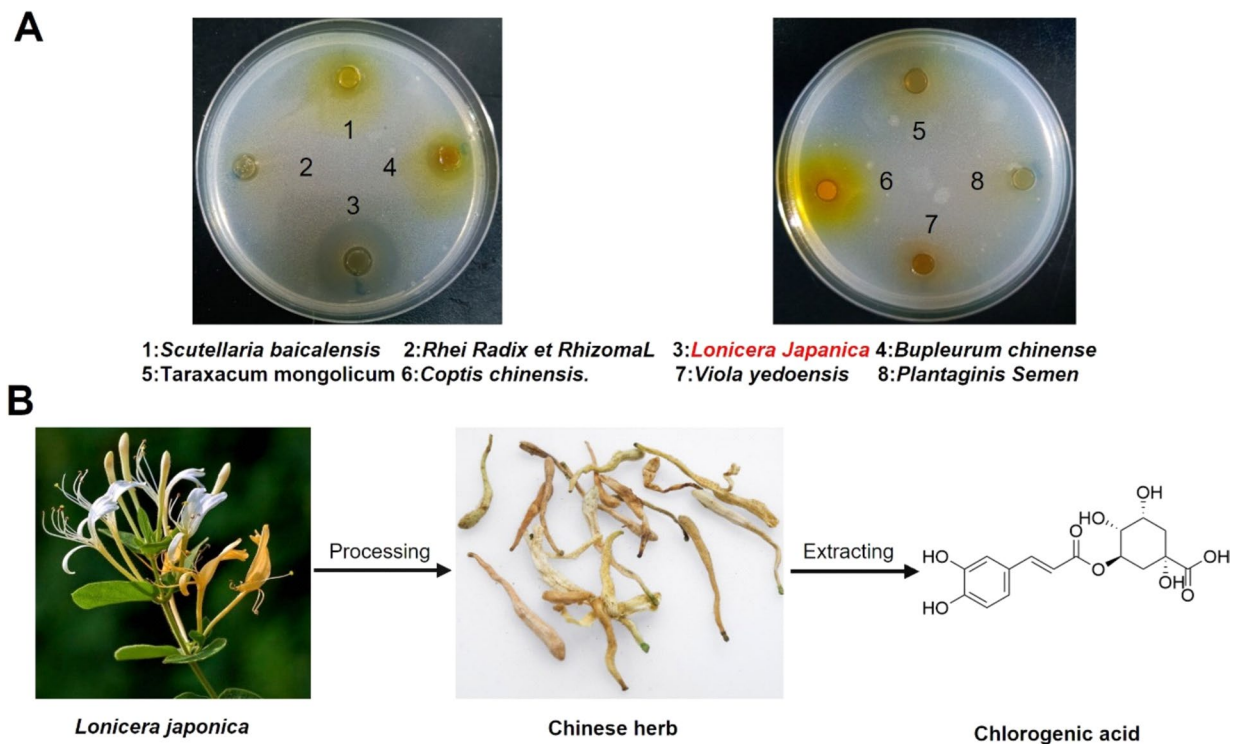 A
1
2
4
3
5
6
8
7
1:Scutellaria baicalensis 2:Rhei Radix et RhizomaL 3:Lonicera Japanica 4:Bupleurum chinense
5:Taraxacum mongolicum 6:Coptis chinensis. 7:Viola yedoensis 8:Plantaginis Semen
B
Processing
Extracting
OH
HO
O
HO
HO
O
OH
O
OH
Lonicera japonica
Chinese herb
Chlorogenic acid